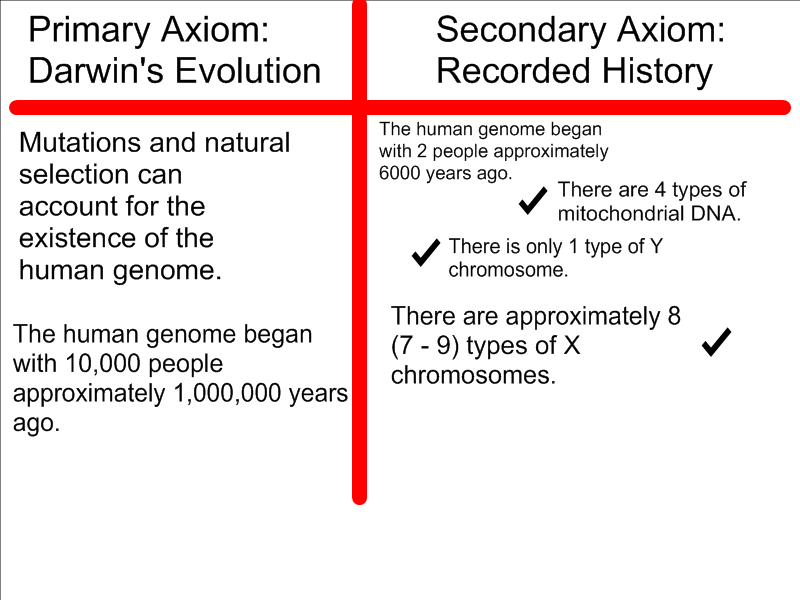 Primary Axiom:
Darwin's Evolution
Mutations and natural
selection can
account for the
existence of the
human genome.
The human genome began
with 10,000 people
approximately 1,000,000 years
ago.
Secondary Axiom:
Recorded History
The human genome began
with 2 people approximately
6000 years ago.
There are 4 types of
mitochondrial DNA.
There is only 1 type of Y
chromosome.
There are approximately 8
(7 - 9) types of X
chromosomes.